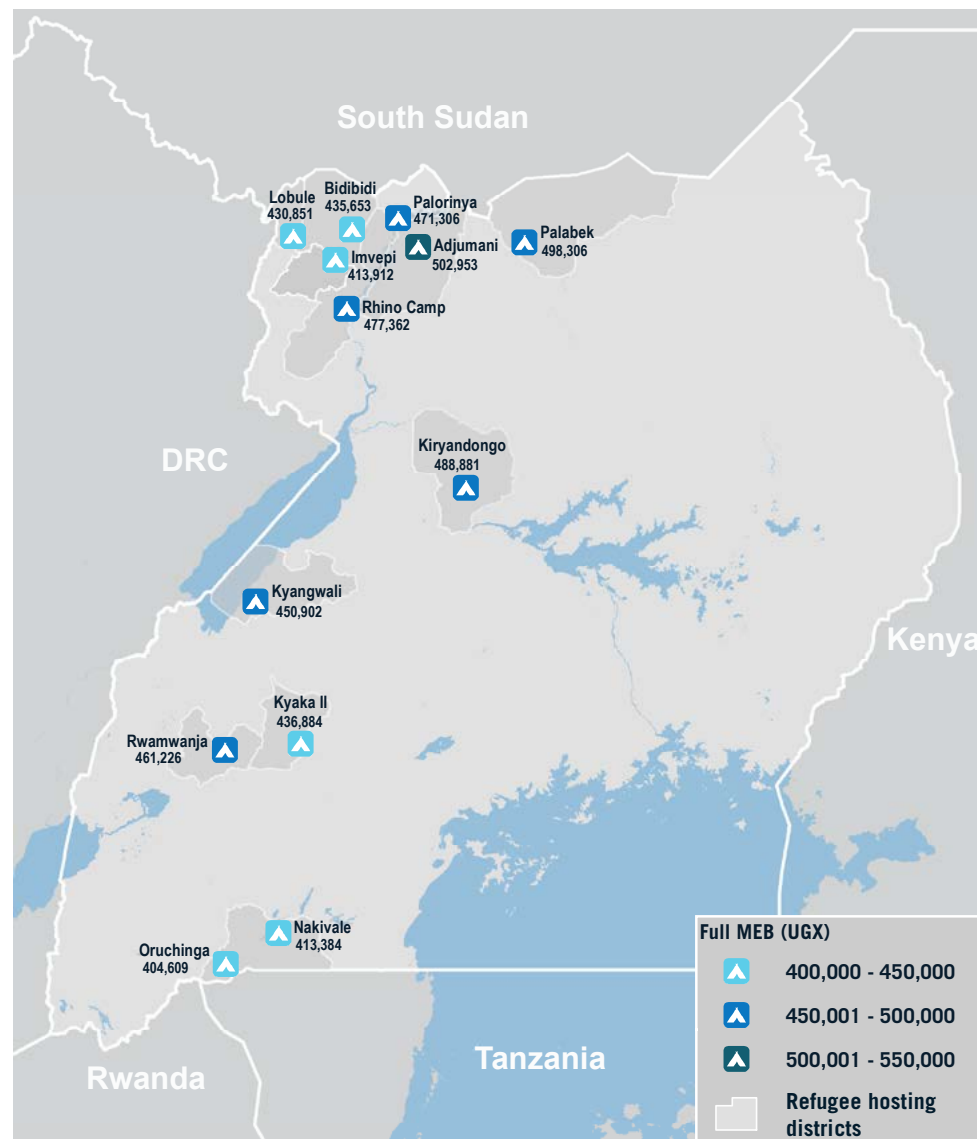 South Sudan
Lobule
430,851
Bidibidi
435,653
Palorinya
471,306
Adjumani
502,953
Palabek
498,306
Imvepi
413,912
Rhino Camp
477,362
DRC
Kiryandongo
488,881
Kyangwali
450,902
Kenya
Kyaka II
436,884
Rwamwanja
461,226
Nakivale
413,384
Oruchinga
404,609
Rwanda
Tanzania
Full MEB (UGX)
400,000 - 450,000
450,001 - 500,000
500,001 - 550,000
Refugee hosting
districts